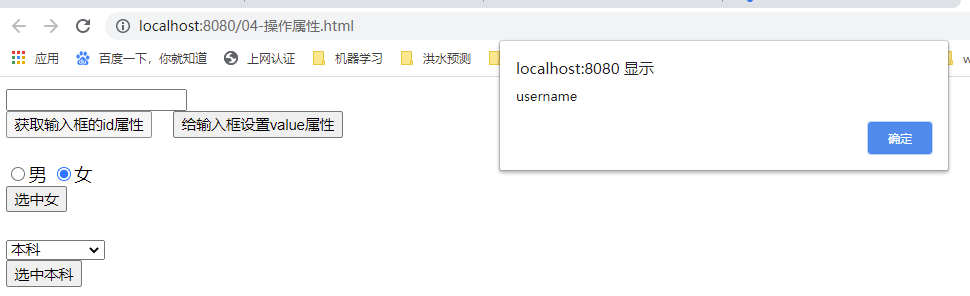 localhost:8080/04-操作属性.html
应用 百度一下，你就知道 上网认证 机器学习 洪水预测
localhost:8080 显示
username
确定
获取输入框的id属性 给输入框设置value属性
男 女
选中女
本科
选中本科